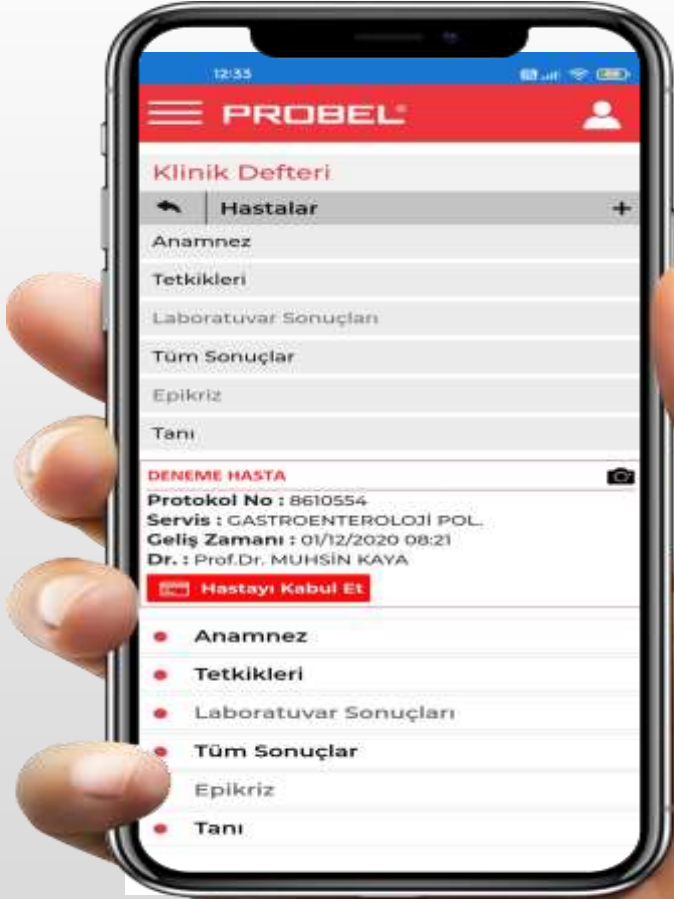 12:33
PROBEL
Klinik Defteri
Hastalar +
Anamnez
Tetkikleri
Laboratuvar Sonuçları
Tüm Sonuçlar
Epikriz
Tanı
DENEME HASTA
Protokol No : 8610554
Servis : GASTROENTEROLOJİ POL.
Geliş Zamanı : 01/12/2020 08:21
Dr. : Prof.Dr. MUHSİN KAYA
Hastayı Kabul Et
Anamnez
Tetkikleri
Laboratuvar Sonuçları
Tüm Sonuçlar
Epikriz
Tanı